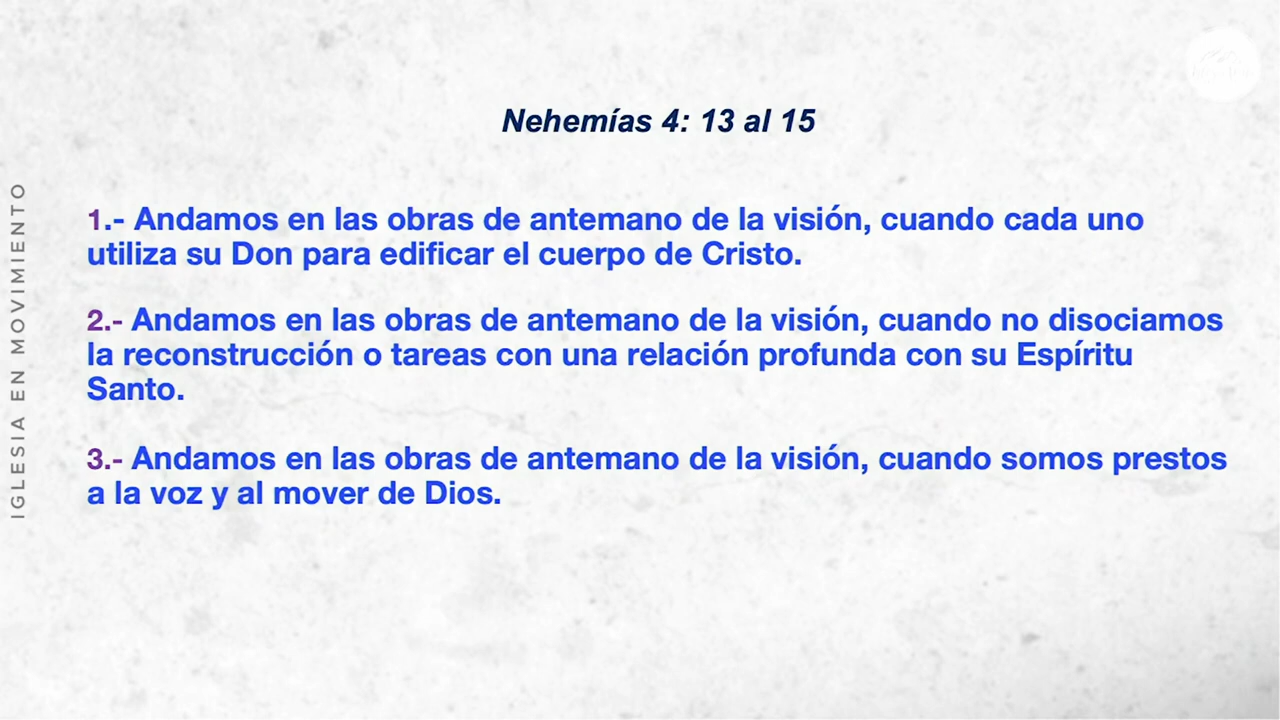 Nehemías 4: 13 al 15
1.- Andamos en las obras de antemano de la visión, cuando cada uno
utiliza su Don para edificar el cuerpo de Cristo.
2.- Andamos en las obras de antemano de la visión, cuando no disociamos
la reconstrucción o tareas con una relación profunda con su Espíritu
Santo.
3.- Andamos en las obras de antemano de la visión, cuando somos prestos
a la voz y al mover de Dios.
IGLESIA EN MOVIMIENTO